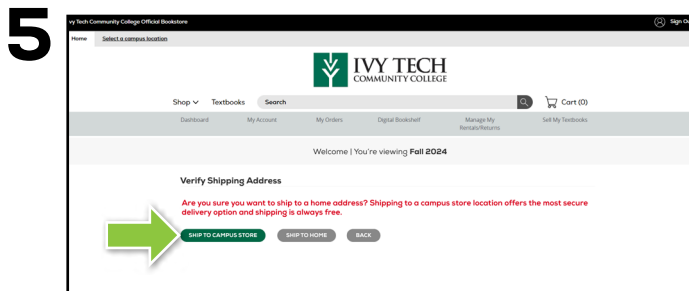 5
vy Tech Community College Official Bookstore
Sign Ou
Home Select a campus location
IVY TECH
COMMUNITY COLLEGE
Shop Textbooks Search Cart (0)
Dashboard My Account My Orders Digital Bookshelf Manage My Rentals/Returns Sell My Textbooks
Welcome | You're viewing Fall 2024
Verify Shipping Address
Are you sure you want to ship to a home address? Shipping to a campus store location offers the most secure
delivery option and shipping is always free.
SHIP TO CAMPUS STORE SHIP TO HOME BACK